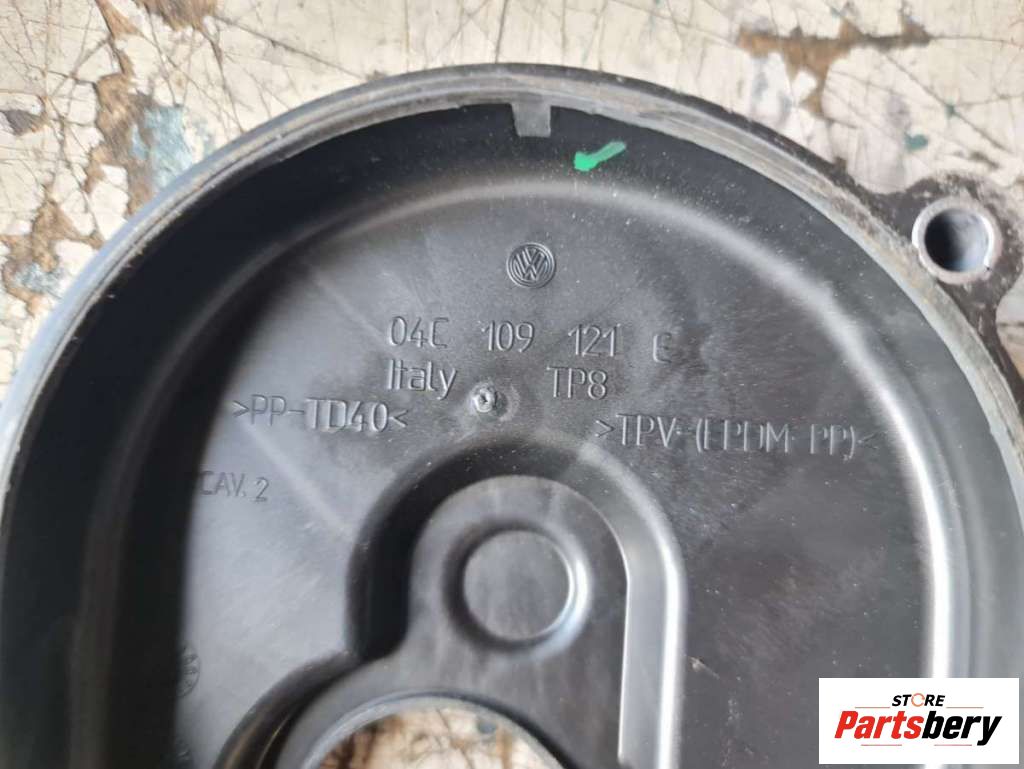 04C 109 121 E
Italy TP8
>PP-TD40<
>TPV-(EPDM-PP)<
CAV. 2
STORE
Partsbery